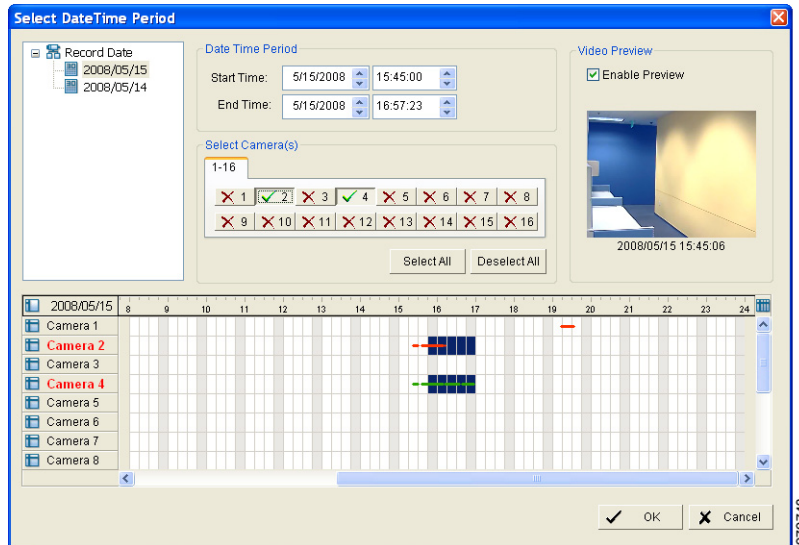 Select DateTime Period
Record Date
2008/05/15
2008/05/14
Date Time Period
Start Time: 5/15/2008 15:45:00
End Time: 5/15/2008 16:57:23
Select Camera(s)
1-16
1 2 3 4 5 6 7 8
9 10 11 12 13 14 15 16
Select All Deselect All
Video Preview
Enable Preview
2008/05/15 15:45:06
2008/05/15 8 9 10 11 12 13 14 15 16 17 18 19 20 21 22 23 24
Camera 1
Camera 2
Camera 3
Camera 4
Camera 5
Camera 6
Camera 7
Camera 8
OK Cancel